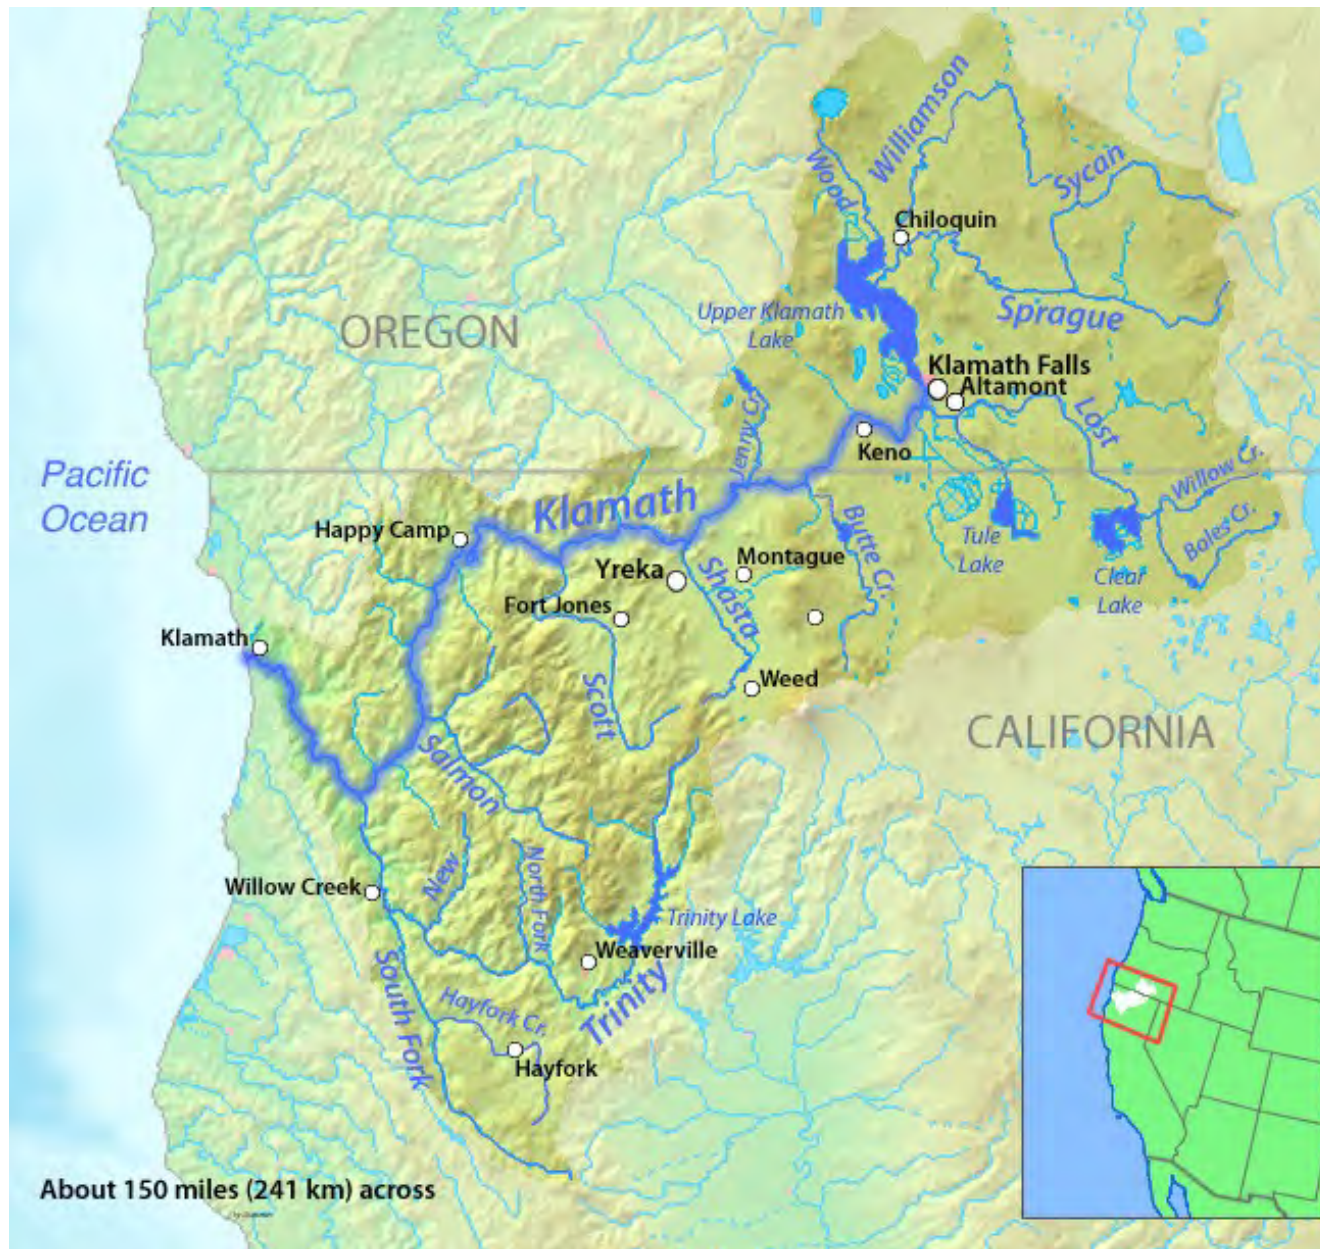 Williamson
Wood
Sycan
Chiloquin
Upper Klamath
Lake
Sprague
OREGON
Klamath Falls
Altamont
Jenny Cr.
Lost
Keno
Pacific
Ocean
Willow Cr.
Klamath
Happy Camp
Butte Cr.
Tule
Lake
Boles Cr.
Montague
Yreka
Shasta
Clear
Lake
Fort Jones
Klamath
Weed
Scott
CALIFORNIA
Salmon
New
North Fork
Willow Creek
Trinity Lake
Weaverville
South Fork
Trinity
Hayfork Cr.
Hayfork
About 150 miles (241 km) across